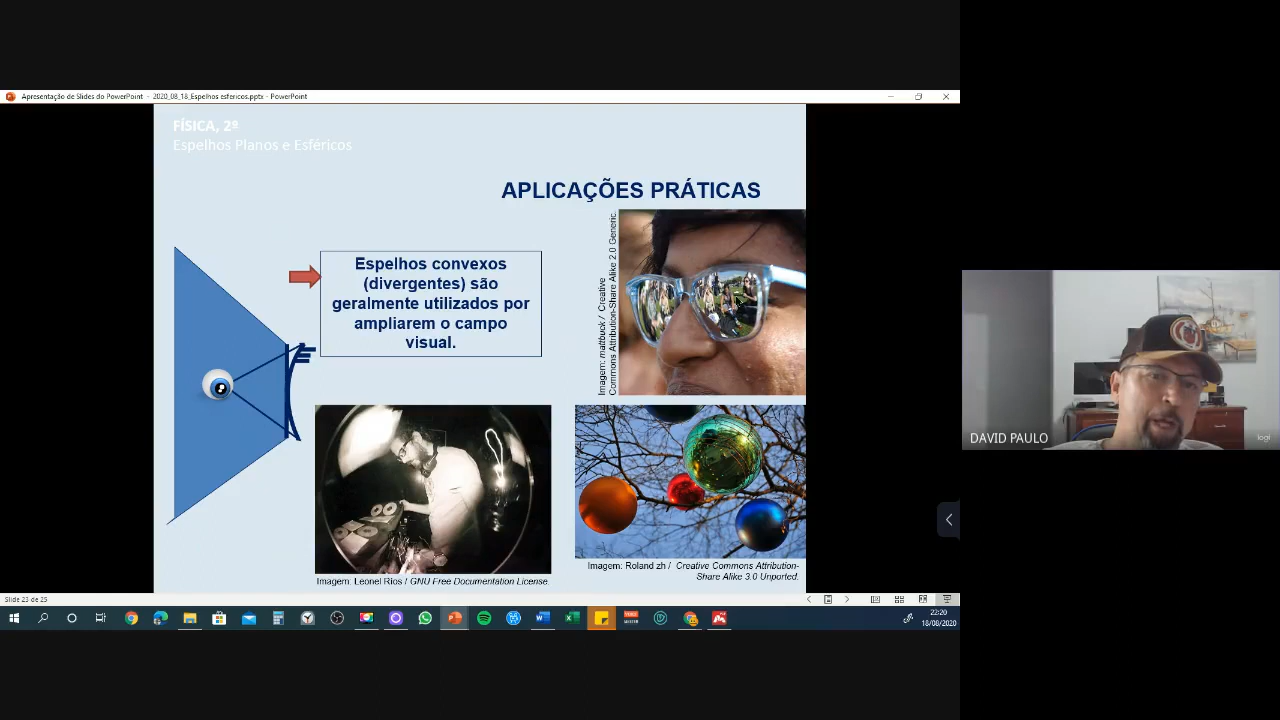 Apresentação de Slides do PowerPoint - 2020_08_18_Espelhos esfericos.pptx - PowerPoint
FÍSICA, 2º
Espelhos Planos e Esféricos
APLICAÇÕES PRÁTICAS
Espelhos convexos
(divergentes) são
geralmente utilizados por
ampliarem o campo
visual.
Imagem: mattbuck / Creative
Commons Attribution-Share Alike 2.0 Generic.
Imagem: Leonel Rios / GNU Free Documentation License.
Imagem: Roland zh / Creative Commons Attribution-
Share Alike 3.0 Unported.
DAVID PAULO
logi
Slide 23 de 25
22:20
18/08/2020